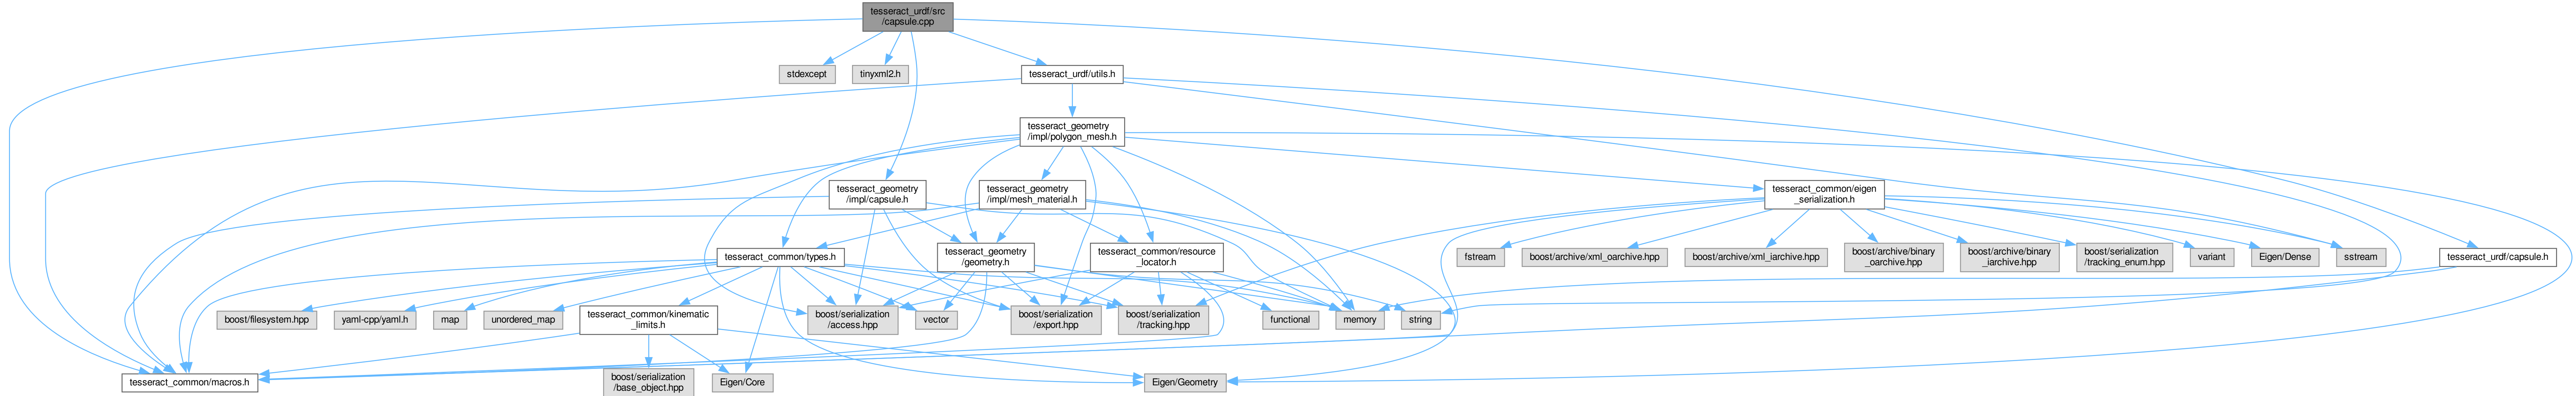 tesseract_urdf/src
/capsule.cpp
stdexcept
tinyxml2.h
tesseract_urdf/utils.h
tesseract_geometry
/impl/polygon_mesh.h
tesseract_geometry
/impl/capsule.h
tesseract_geometry
/impl/mesh_material.h
tesseract_common/eigen
_serialization.h
tesseract_common/types.h
tesseract_geometry
/geometry.h
tesseract_common/resource
_locator.h
fstream
boost/archive/xml_oarchive.hpp
boost/archive/xml_iarchive.hpp
boost/archive/binary
_oarchive.hpp
boost/archive/binary
_iarchive.hpp
boost/serialization
/tracking_enum.hpp
variant
Eigen/Dense
sstream
tesseract_urdf/capsule.h
boost/filesystem.hpp
yaml-cpp/yaml.h
map
unordered_map
tesseract_common/kinematic
_limits.h
boost/serialization
/access.hpp
vector
boost/serialization
/export.hpp
boost/serialization
/tracking.hpp
functional
memory
string
tesseract_common/macros.h
boost/serialization
/base_object.hpp
Eigen/Core
Eigen/Geometry